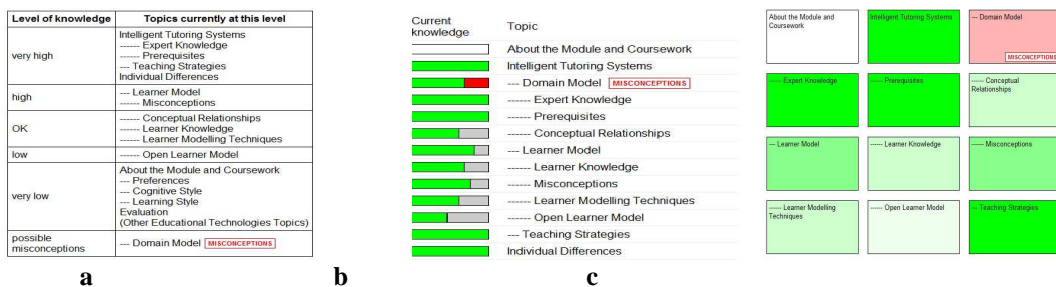 Level of knowledge Topics currently at this level
very high
Intelligent Tutoring Systems
------ Expert Knowledge
------ Prerequisites
--- Teaching Strategies
Individual Differences
high
--- Learner Model
------ Misconceptions
OK
------ Conceptual Relationships
------ Learner Knowledge
------ Learner Modelling Techniques
low
------ Open Learner Model
very low
About the Module and Coursework
--- Preferences
--- Cognitive Style
--- Learning Style
Evaluation
(Other Educational Technologies Topics)
possible
misconceptions
--- Domain Model MISCONCEPTIONS
a
Current
knowledge
Topic
About the Module and Coursework
Intelligent Tutoring Systems
--- Domain Model MISCONCEPTIONS
------ Expert Knowledge
------ Prerequisites
------ Conceptual Relationships
--- Learner Model
------ Learner Knowledge
------ Misconceptions
------ Learner Modelling Techniques
------ Open Learner Model
--- Teaching Strategies
Individual Differences
b
About the Module and
Coursework
Intelligent Tutoring Systems
--- Domain Model
MISCONCEPTIONS
------ Expert Knowledge
------ Prerequisites
------ Conceptual
Relationships
--- Learner Model
------ Learner Knowledge
------ Misconceptions
------ Learner Modelling
Techniques
------ Open Learner Model
--- Teaching Strategies
c